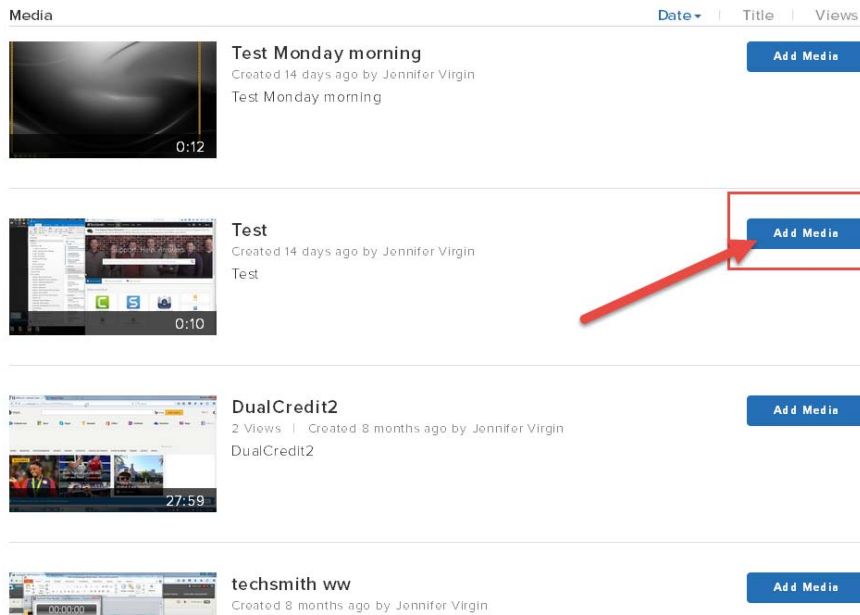 Media
Date
Title
Views
Test Monday morning
Created 14 days ago by Jennifer Virgin
Test Monday morning
Add Media
0:12
Test
Created 14 days ago by Jennifer Virgin
Test
Add Media
0:10
DualCredit2
2 Views | Created 8 months ago by Jennifer Virgin
DualCredit2
Add Media
27:59
techsmith ww
Created 8 months ago by Jennifer Virgin
Add Media
00:00:00